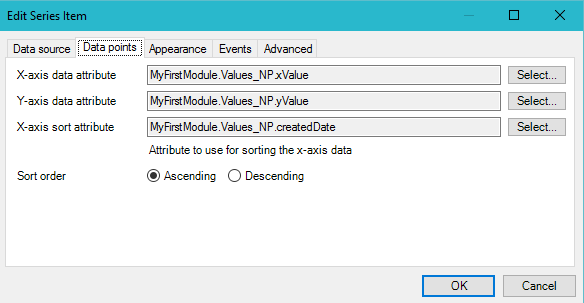 Edit Series Item
Data source Data points Appearance Events Advanced
X-axis data attribute MyFirstModule.Values_NP.xValue Select...
Y-axis data attribute MyFirstModule.Values_NP.yValue Select...
X-axis sort attribute MyFirstModule.Values_NP.createdDate Select...
Attribute to use for sorting the x-axis data
Sort order Ascending Descending
OK Cancel